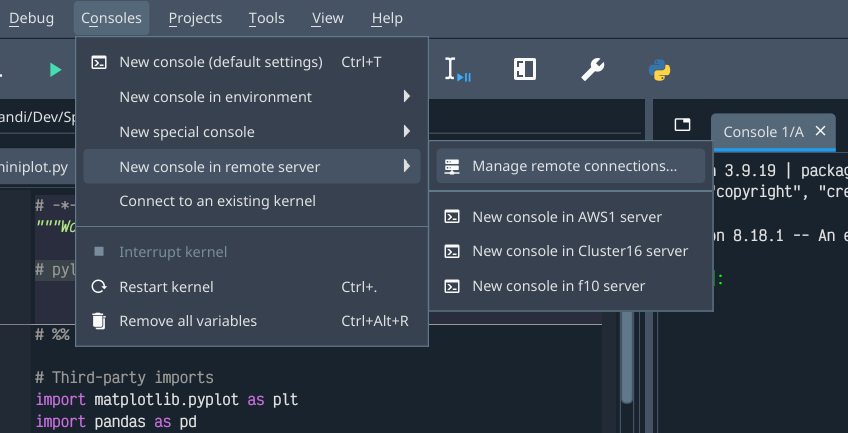 Debug Consoles Projects Tools View Help
New console (default settings) Ctrl+T
New console in environment
New special console
New console in remote server
Connect to an existing kernel
Interrupt kernel
Restart kernel Ctrl+.
Remove all variables Ctrl+Alt+R
Manage remote connections...
New console in AWS1 server
New console in Cluster16 server
New console in f10 server
andi/Dev/Sp
niniplot.py
# -*-
"""Wo
# pyl
# %%
# Third-party imports
import matplotlib.pyplot as plt
import pandas as pd
Console 1/A
n 3.9.19 | packag
"copyright", "cre
on 8.18.1 -- An e
]: